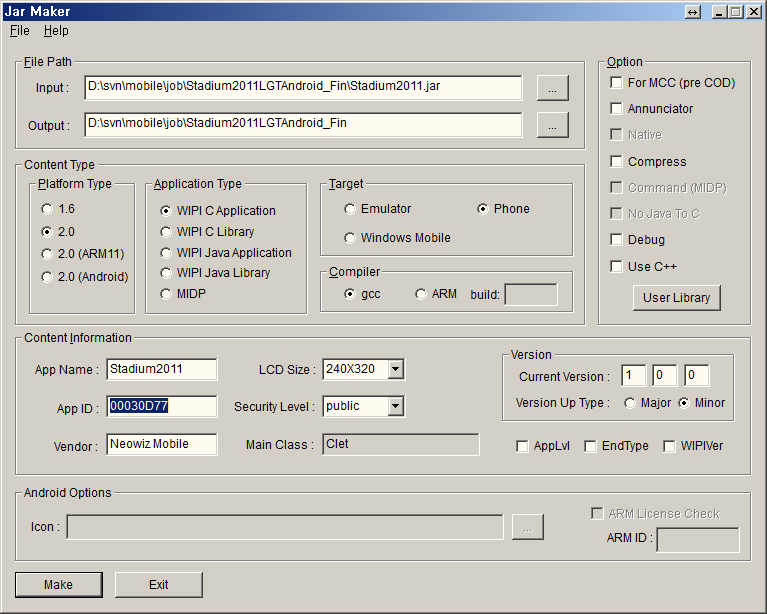 Jar Maker
File Help
File Path
Input : D:\svn\mobile\job\Stadium2011LGTAndroid_Fin\Stadium2011.jar ...
Output : D:\svn\mobile\job\Stadium2011LGTAndroid_Fin ...
Option
For MCC (pre COD)
Annunciator
Native
Compress
Command (MIDP)
No Java To C
Debug
Use C++
User Library
Content Type
Platform Type
1.6
2.0
2.0 (ARM11)
2.0 (Android)
Application Type
WIPI C Application
WIPI C Library
WIPI Java Application
WIPI Java Library
MIDP
Target
Emulator Phone
Windows Mobile
Compiler
gcc ARM build:
Content Information
App Name : Stadium2011
App ID : 00030D77
Vendor : Neowiz Mobile
LCD Size : 240X320
Security Level : public
Main Class : Clet
Version
Current Version : 1 0 0
Version Up Type : Major Minor
AppLvl EndType WIPIVer
Android Options
Icon : ...
ARM License Check
ARM ID :
Make Exit